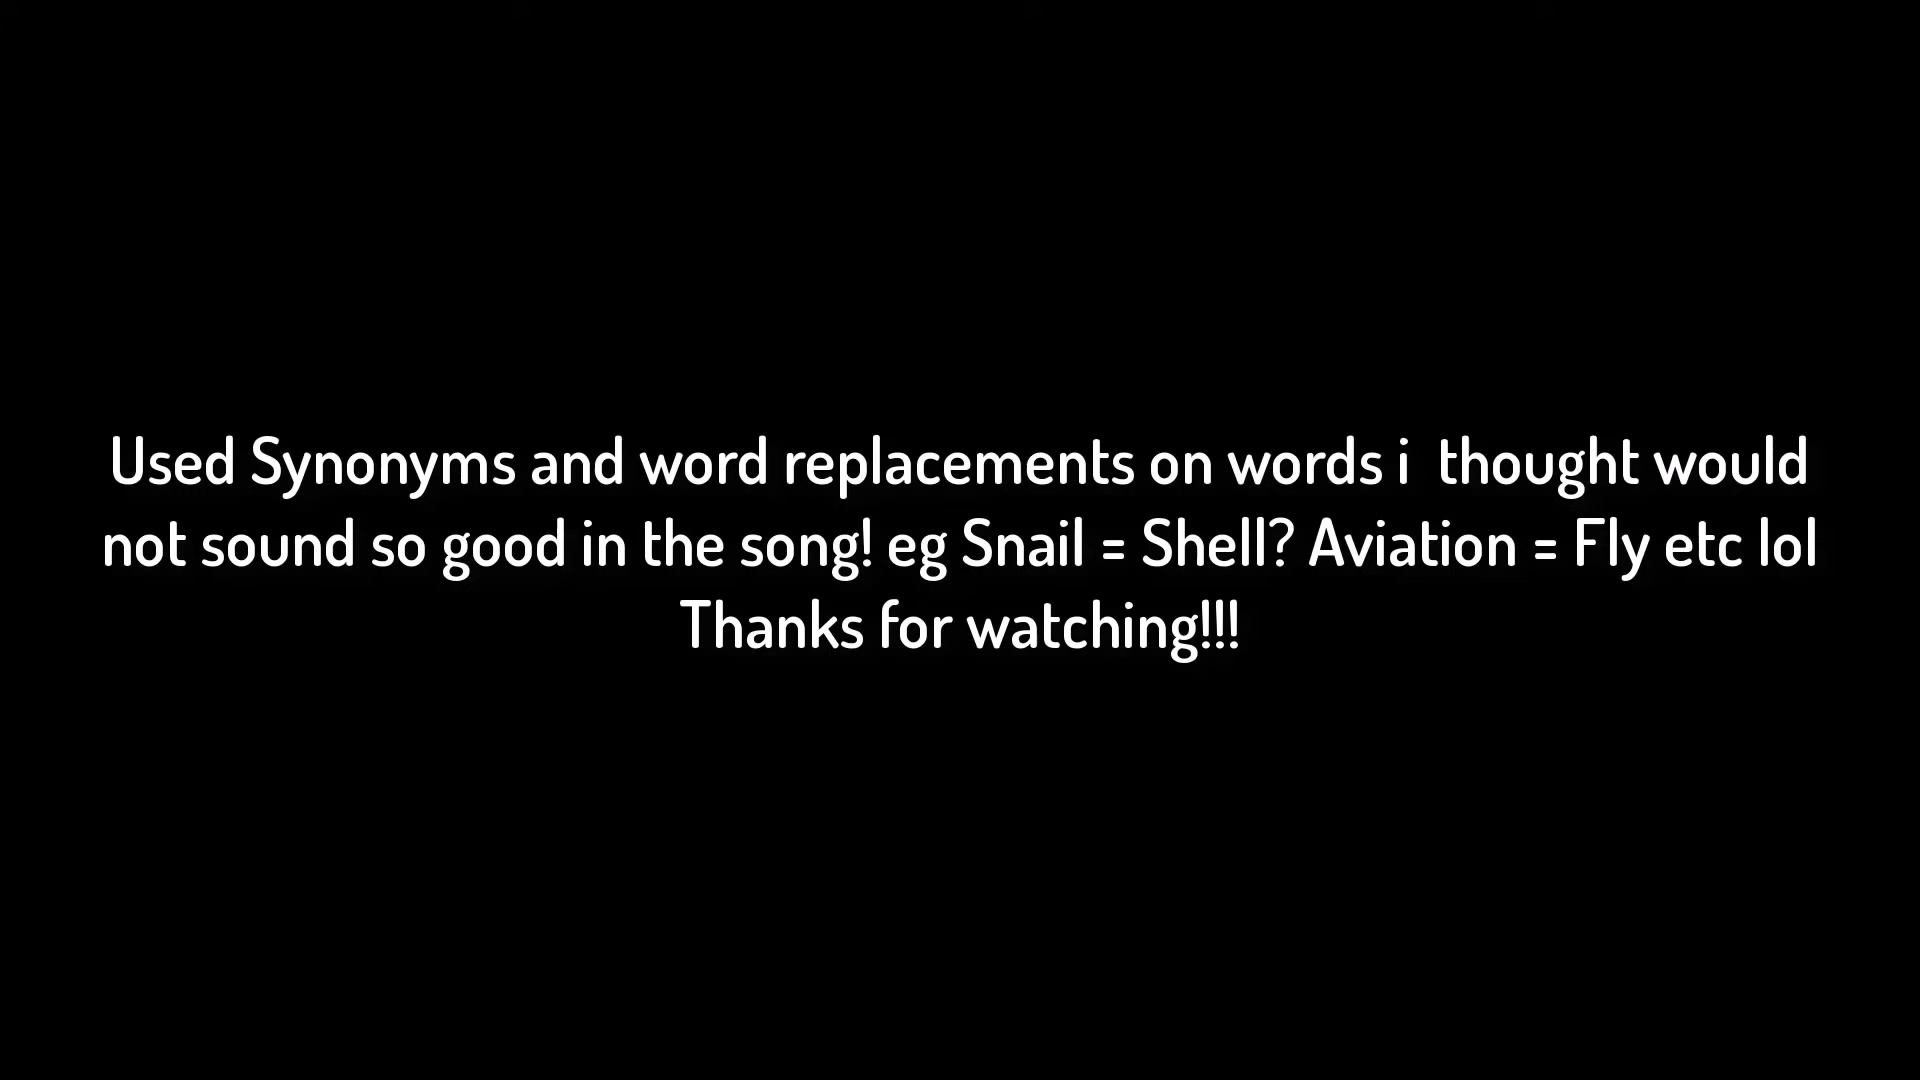 Used Synonyms and word replacements on words i  thought would
not sound so good in the song! eg Snail = Shell? Aviation = Fly etc lol
Thanks for watching!!!